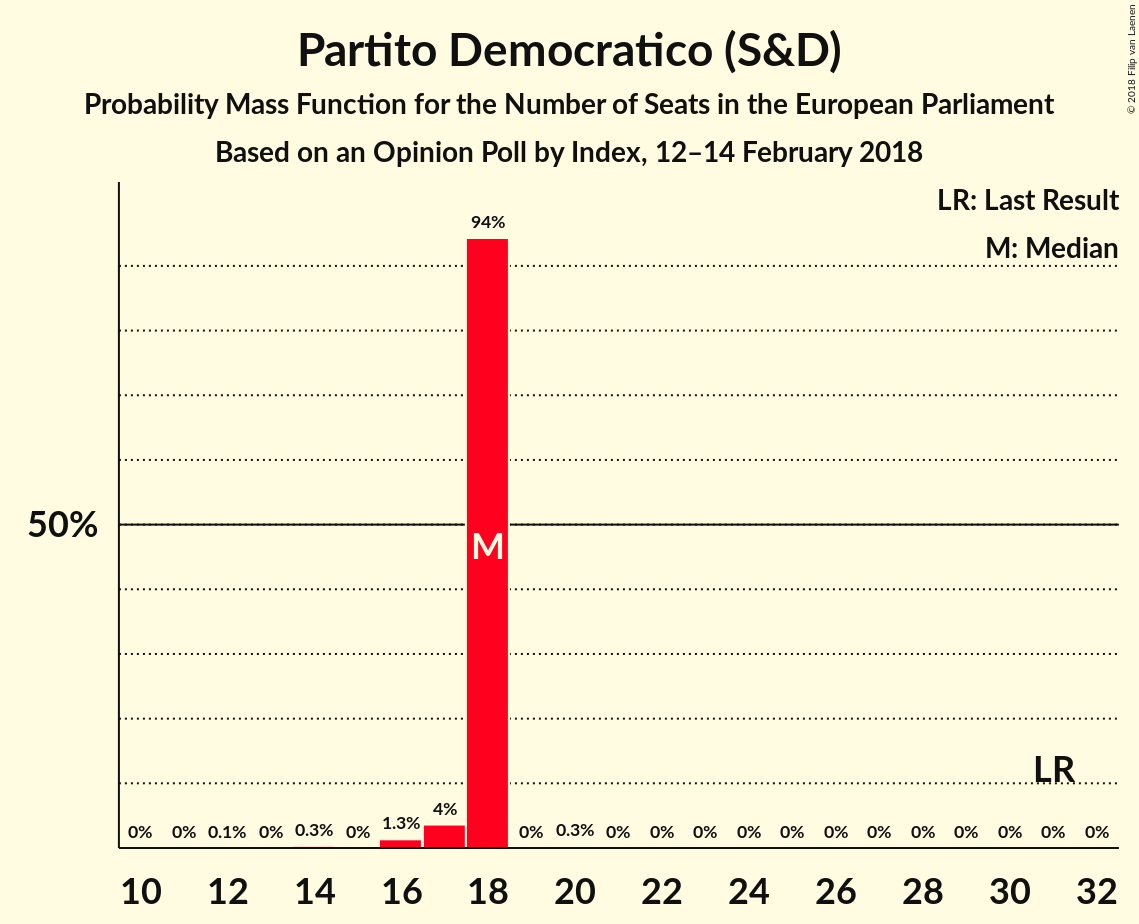 Partito Democratico (S&D)
Probability Mass Function for the Number of Seats in the European Parliament
Based on an Opinion Poll by Index, 12–14 February 2018
© 2018 Filip van Laenen
LR: Last Result
M: Median
94%
50%
M
LR
0% 0% 0.1% 0% 0.3% 0% 1.3% 4% 0% 0.3% 0% 0% 0% 0% 0% 0% 0% 0% 0% 0% 0% 0%
10 12 14 16 18 20 22 24 26 28 30 32